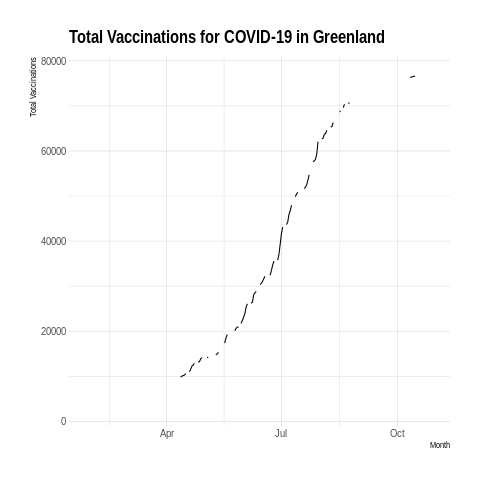 Total Vaccinations for COVID-19 in Greenland
Total Vaccinations
80000
60000
40000
20000
0
Apr Jul Oct
Month